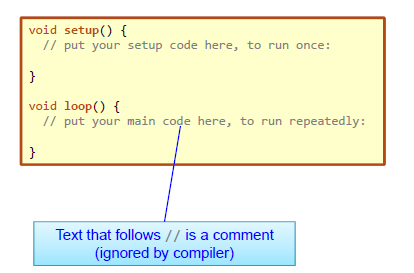 void setup() {
// put your setup code here, to run once:
}
void loop() {
// put your main code here, to run repeatedly:
}
Text that follows // is a comment
(ignored by compiler)